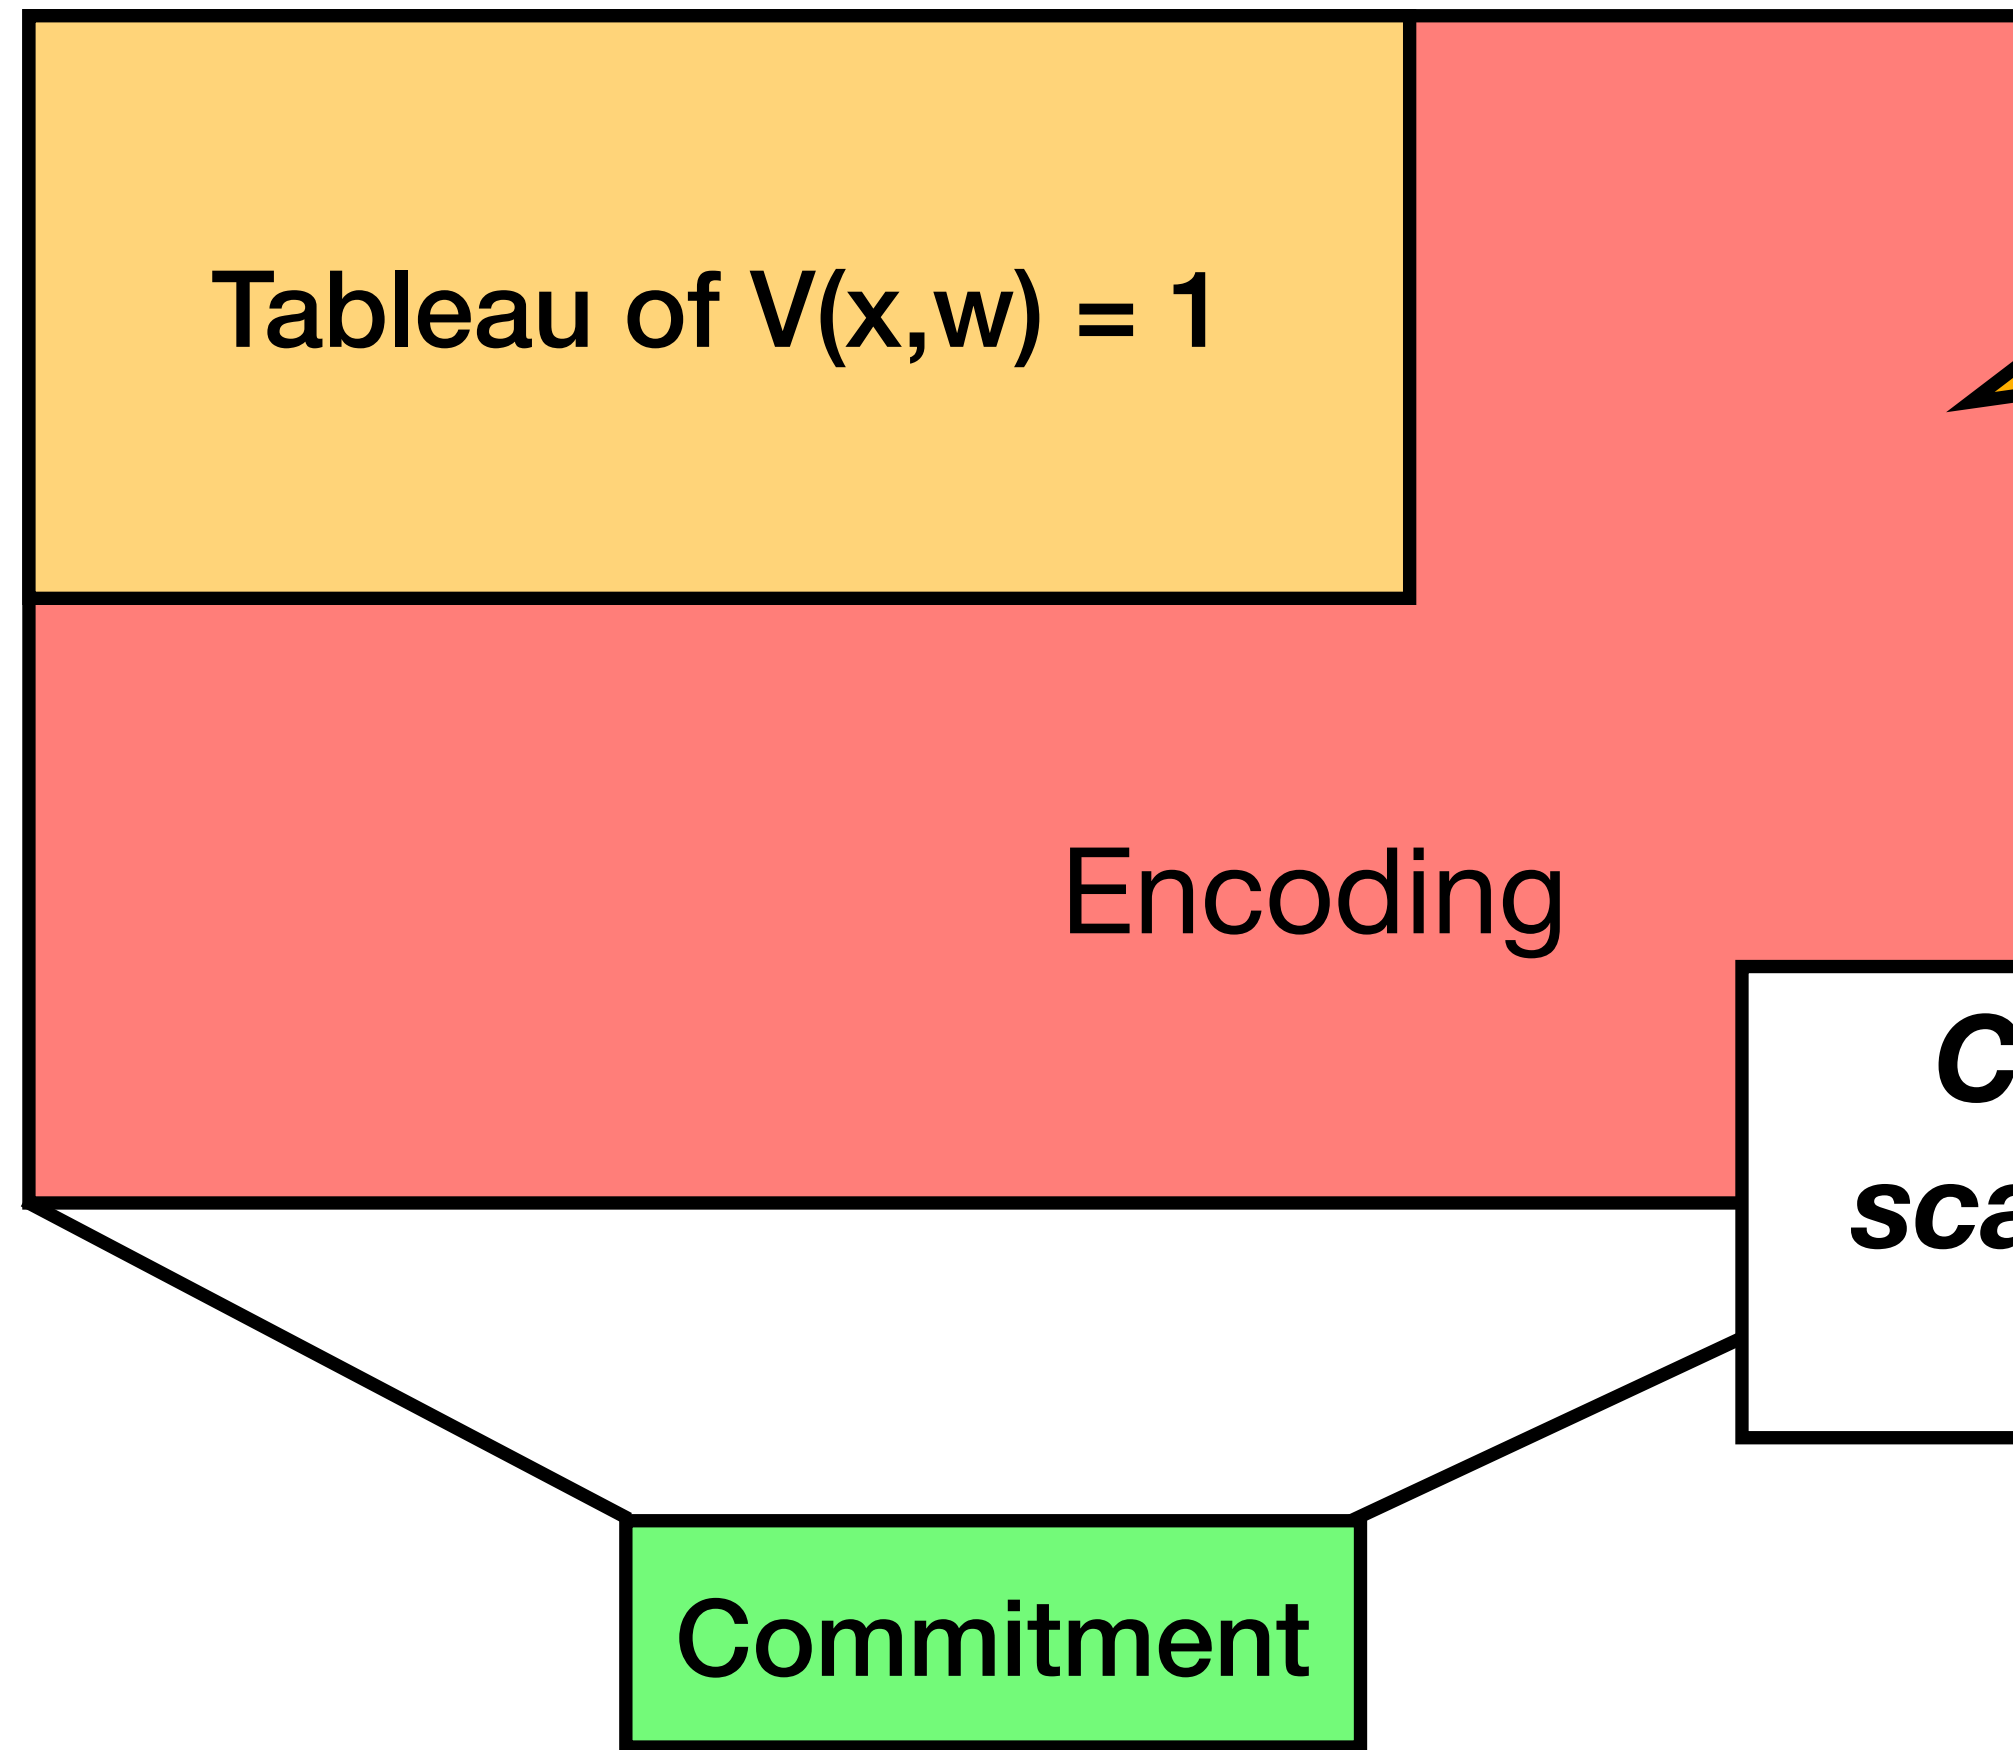 Tableau of V(x,w) = 1
Encoding
Commitment